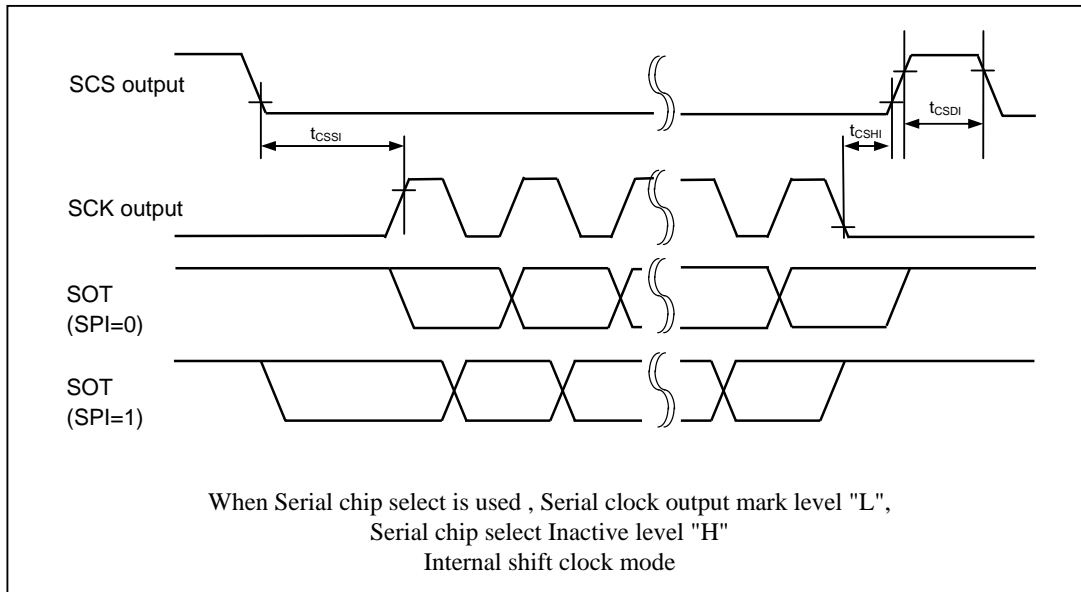 SCS output
tCSSI
tCSHI
tCSDI
SCK output
SOT
(SPI=0)
SOT
(SPI=1)
When Serial chip select is used , Serial clock output mark level "L",
Serial chip select Inactive level "H"
Internal shift clock mode